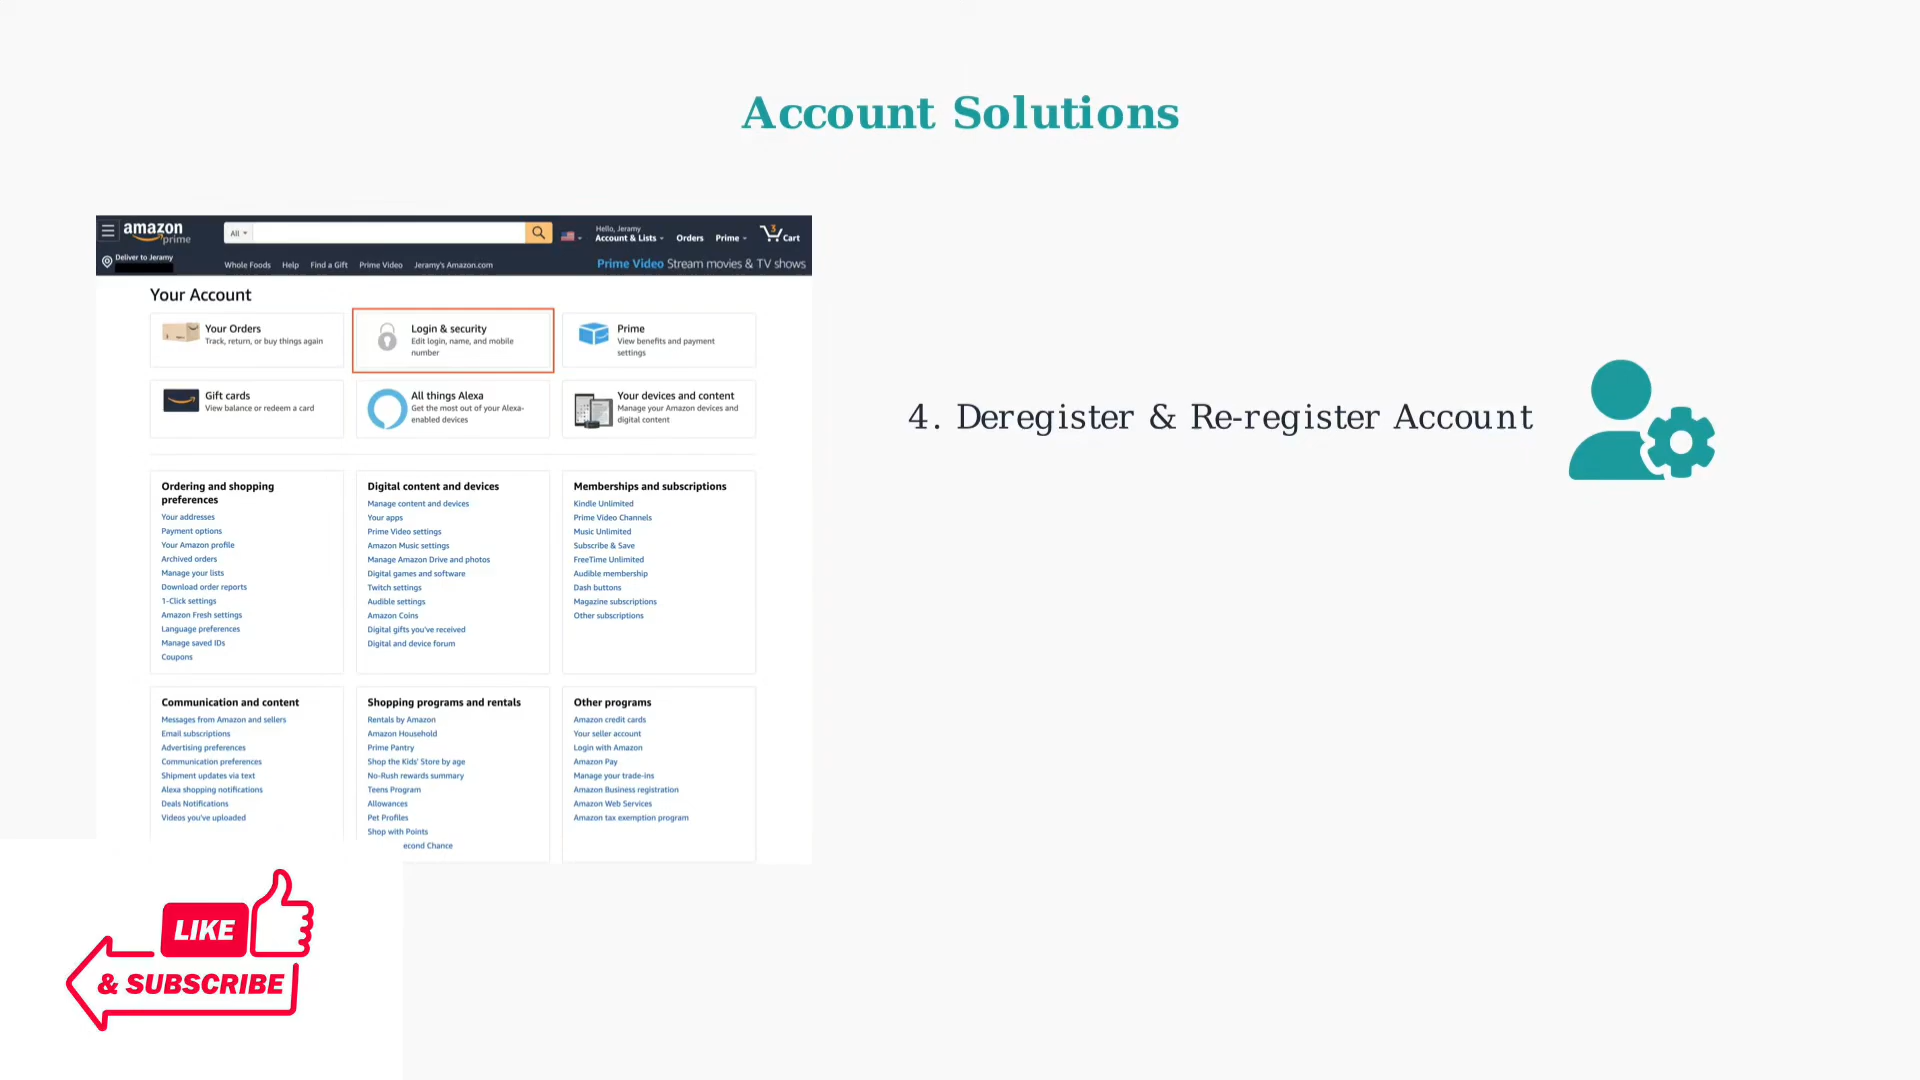 Account Solutions
amazon
prime
All
Hello, Jeramy
Account & Lists
Orders
Prime
3
Cart
Deliver to Jeramy
Whole Foods
Help
Find a Gift
Prime Video
Jeramy's Amazon.com
Prime Video Stream movies & TV shows
Your Account
Your Orders
Track, return, or buy things again
Login & security
Edit login, name, and mobile
number
Prime
View benefits and payment
settings
Gift cards
View balance or redeem a card
All things Alexa
Get the most out of your Alexa-
enabled devices
Your devices and content
Manage your Amazon devices and
digital content
Ordering and shopping
preferences
Your addresses
Payment options
Your Amazon profile
Archived orders
Manage your lists
Download order reports
1-Click settings
Amazon Fresh settings
Language preferences
Manage saved IDs
Coupons
Digital content and devices
Manage content and devices
Your apps
Prime Video settings
Amazon Music settings
Manage Amazon Drive and photos
Digital games and software
Twitch settings
Audible settings
Amazon Coins
Digital gifts you've received
Digital and device forum
Memberships and subscriptions
Kindle Unlimited
Prime Video Channels
Music Unlimited
Subscribe & Save
FreeTime Unlimited
Audible membership
Dash buttons
Magazine subscriptions
Other subscriptions
Communication and content
Messages from Amazon and sellers
Email subscriptions
Advertising preferences
Communication preferences
Shipment updates via text
Alexa shopping notifications
Deals Notifications
Videos you've uploaded
Shopping programs and rentals
Rentals by Amazon
Amazon Household
Prime Pantry
Shop the Kids' Store by age
No-Rush rewards summary
Teens Program
Allowances
Pet Profiles
Shop with Points
econd Chance
Other programs
Amazon credit cards
Your seller account
Login with Amazon
Amazon Pay
Manage your trade-ins
Amazon Business registration
Amazon Web Services
Amazon tax exemption program
4. Deregister & Re-register Account
LIKE
& SUBSCRIBE